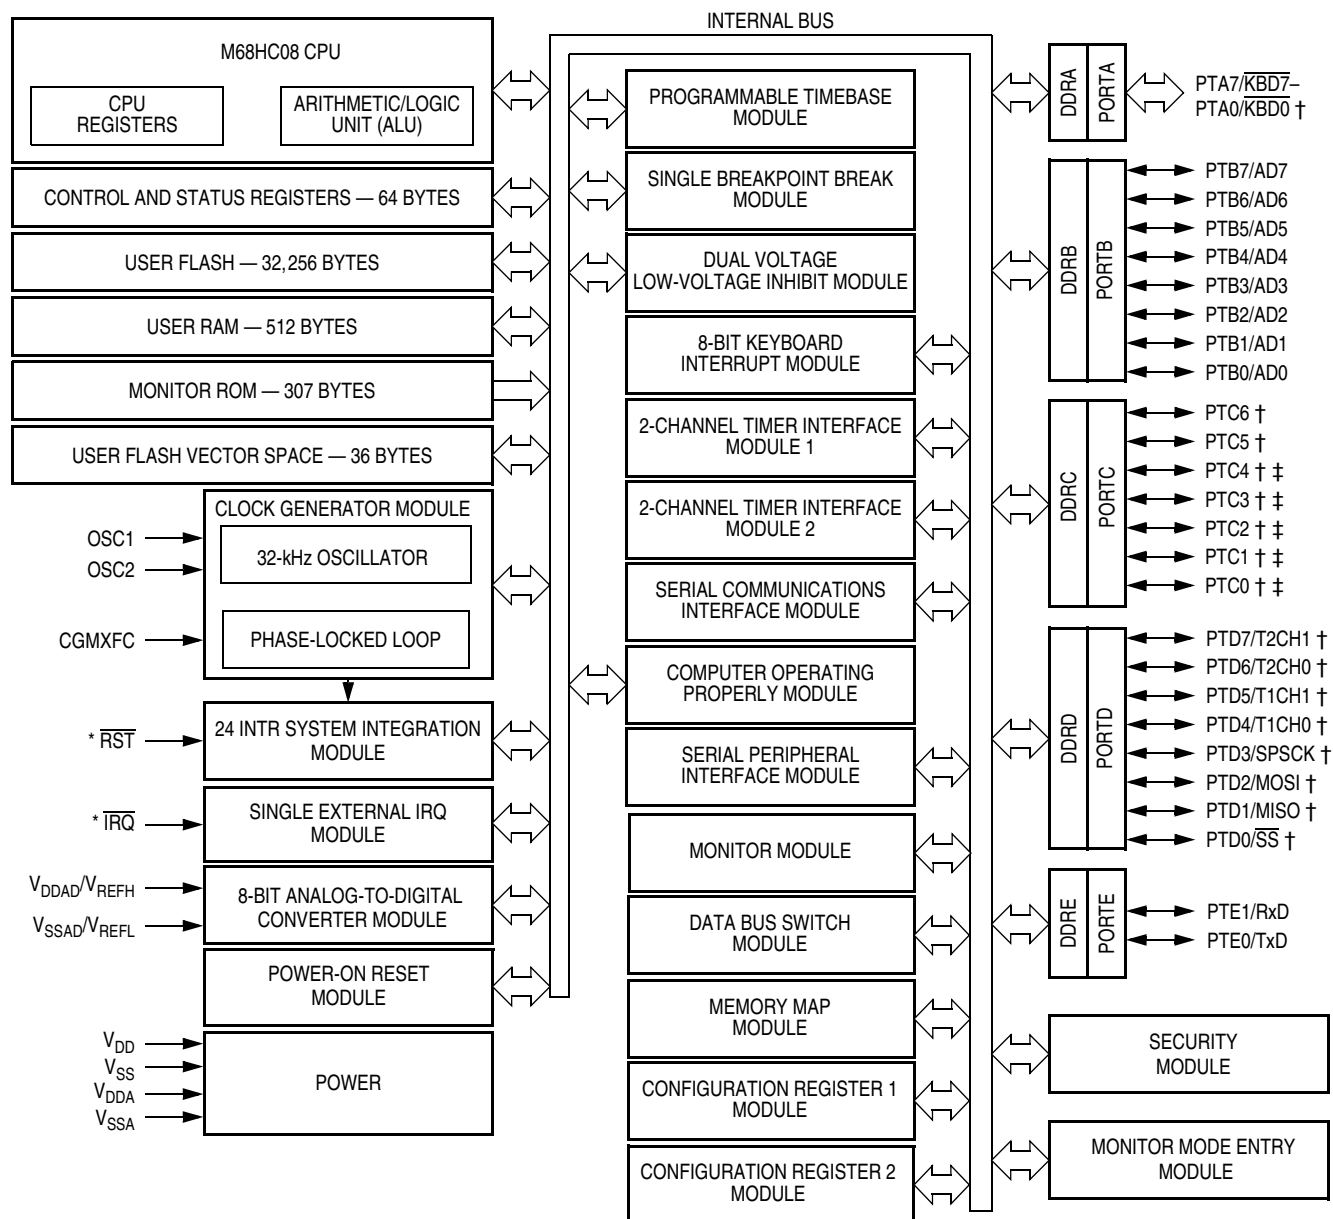 INTERNAL BUS
M68HC08 CPU
CPU
REGISTERS
ARITHMETIC/LOGIC
UNIT (ALU)
CONTROL AND STATUS REGISTERS — 64 BYTES
USER FLASH — 32,256 BYTES
USER RAM — 512 BYTES
MONITOR ROM — 307 BYTES
USER FLASH VECTOR SPACE — 36 BYTES
CLOCK GENERATOR MODULE
32-kHz OSCILLATOR
PHASE-LOCKED LOOP
OSC1
OSC2
CGMXFC
24 INTR SYSTEM INTEGRATION
MODULE
* RST
SINGLE EXTERNAL IRQ
MODULE
* IRQ
8-BIT ANALOG-TO-DIGITAL
CONVERTER MODULE
VDDAD/VREFH
VSSAD/VREFL
POWER-ON RESET
MODULE
POWER
VDD
VSS
VDDA
VSSA
PROGRAMMABLE TIMEBASE
MODULE
SINGLE BREAKPOINT BREAK
MODULE
DUAL VOLTAGE
LOW-VOLTAGE INHIBIT MODULE
8-BIT KEYBOARD
INTERRUPT MODULE
2-CHANNEL TIMER INTERFACE
MODULE 1
2-CHANNEL TIMER INTERFACE
MODULE 2
SERIAL COMMUNICATIONS
INTERFACE MODULE
COMPUTER OPERATING
PROPERLY MODULE
SERIAL PERIPHERAL
INTERFACE MODULE
MONITOR MODULE
DATA BUS SWITCH
MODULE
MEMORY MAP
MODULE
CONFIGURATION REGISTER 1
MODULE
CONFIGURATION REGISTER 2
MODULE
DDRA
PORTA
PTA7/KBD7–
PTA0/KBD0 †
DDRB
PORTB
PTB7/AD7
PTB6/AD6
PTB5/AD5
PTB4/AD4
PTB3/AD3
PTB2/AD2
PTB1/AD1
PTB0/AD0
DDRC
PORTC
PTC6 †
PTC5 †
PTC4 † ‡
PTC3 † ‡
PTC2 † ‡
PTC1 † ‡
PTC0 † ‡
DDRD
PORTD
PTD7/T2CH1 †
PTD6/T2CH0 †
PTD5/T1CH1 †
PTD4/T1CH0 †
PTD3/SPSCK †
PTD2/MOSI †
PTD1/MISO †
PTD0/SS †
DDRE
PORTE
PTE1/RxD
PTE0/TxD
SECURITY
MODULE
MONITOR MODE ENTRY
MODULE